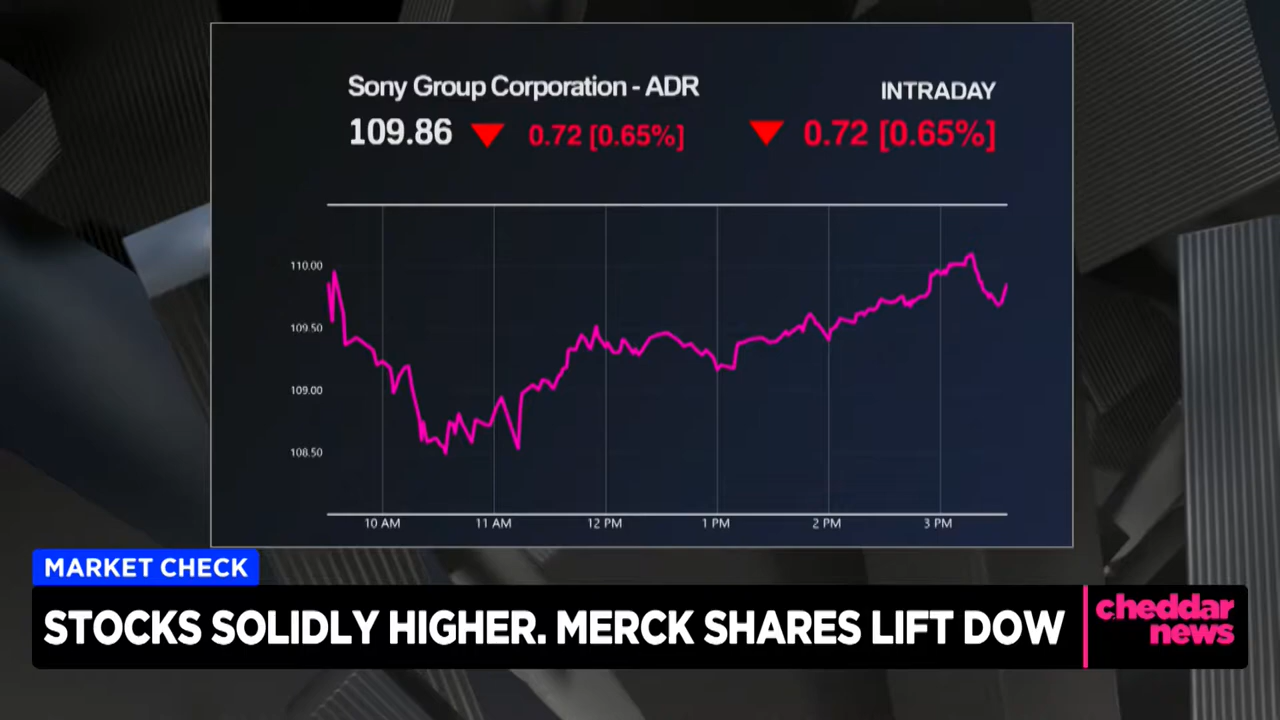 Sony Group Corporation - ADR
INTRADAY
109.86 ▼ 0.72 [0.65%]
▼ 0.72 [0.65%]
110.00
109.50
109.00
108.50
10 AM 11 AM 12 PM 1 PM 2 PM 3 PM
MARKET CHECK
STOCKS SOLIDLY HIGHER. MERCK SHARES LIFT DOW
cheddar
news